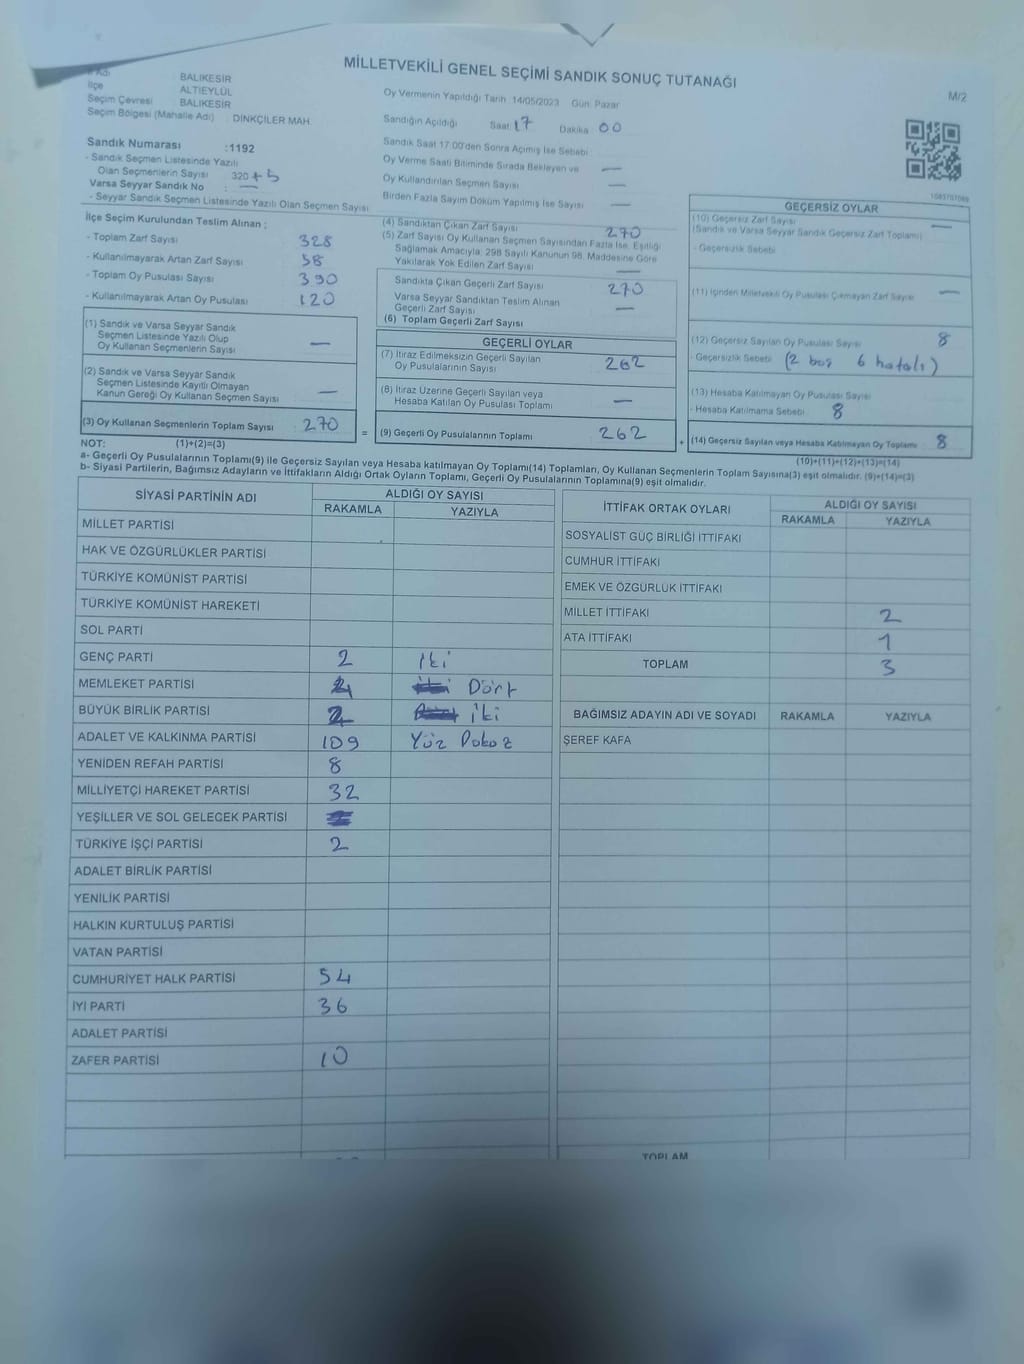 MİLLETVEKİLİ GENEL SEÇİMİ SANDIK SONUÇ TUTANAĞI
M/2
Adı BALIKESİR
İlçe ALTIEYLÜL
Seçim Çevresi BALIKESİR
Seçim Bölgesi (Mahalle Adı) : DİNKÇİLER MAH
Oy Vermenin Yapıldığı Tarih 14/05/2023 Gün: Pazar
Sandığın Açıldığı Saat 17 Dakika 00
Sandık Numarası :1192
- Sandık Seçmen Listesinde Yazılı
Olan Seçmenlerin Sayısı 320 +5
Varsa Seyyar Sandık No : —
- Seyyar Sandık Seçmen Listesinde Yazılı Olan Seçmen Sayısı
Sandık Saat 17:00'den Sonra Açımış İse Sebebi
Oy Verme Saati Bitiminde Sırada Bekleyen ve —
Oy Kullandırılan Seçmen Sayısı —
Birden Fazla Sayım Döküm Yapılmış İse Sayısı —
İlçe Seçim Kurulundan Teslim Alınan ;
- Toplam Zarf Sayısı 328
- Kullanılmayarak Artan Zarf Sayısı 58
- Toplam Oy Pusulası Sayısı 390
- Kullanılmayarak Artan Oy Pusulası 120
(1) Sandık ve Varsa Seyyar Sandık
Seçmen Listesinde Yazılı Olup
Oy Kullanan Seçmenlerin Sayısı —
(2) Sandık ve Varsa Seyyar Sandık
Seçmen Listesinde Kayıtlı Olmayan
Kanun Gereği Oy Kullanan Seçmen Sayısı —
(3) Oy Kullanan Seçmenlerin Toplam Sayısı 270
(4) Sandıktan Çıkan Zarf Sayısı 270
(5) Zarf Sayısı Oy Kullanan Seçmen Sayısından Fazla İse, Eşitliği
Sağlamak Amacıyla, 298 Sayılı Kanunun 98. Maddesine Göre
Yakılarak Yok Edilen Zarf Sayısı —
Sandıkta Çıkan Geçerli Zarf Sayısı 270
Varsa Seyyar Sandıktan Teslim Alınan
Geçerli Zarf Sayısı —
(6) Toplam Geçerli Zarf Sayısı
GEÇERLİ OYLAR
(7) İtiraz Edilmeksizin Geçerli Sayılan
Oy Pusulalarının Sayısı 262
(8) İtiraz Üzerine Geçerli Sayılan veya
Hesaba Katılan Oy Pusulası Toplamı —
= (9) Geçerli Oy Pusulalarının Toplamı 262
GEÇERSİZ OYLAR
(10) Geçersiz Zarf Sayısı —
(Sandık ve Varsa Seyyar Sandık Geçersiz Zarf Toplamı)
- Geçersizlik Sebebi
(11) İçinden Milletvekili Oy Pusulası Çıkmayan Zarf Sayısı —
(12) Geçersiz Sayılan Oy Pusulası Sayısı 8
- Geçersizlik Sebebi (2 boş 6 hatalı)
(13) Hesaba Katılmayan Oy Pusulası Sayısı
- Hesaba Katılmama Sebebi 8
+ (14) Geçersiz Sayılan veya Hesaba Katılmayan Oy Toplamı 8
NOT: (1)+(2)=(3)
(10)+(11)+(12)+(13)=(14)
a- Geçerli Oy Pusulalarının Toplamı(9) ile Geçersiz Sayılan veya Hesaba katılmayan Oy Toplamı(14) Toplamları, Oy Kullanan Seçmenlerin Toplam Sayısına(3) eşit olmalıdır. (9)+(14)=(3)
b- Siyasi Partilerin, Bağımsız Adayların ve İttifakların Aldığı Oyların Toplamı, Geçerli Oy Pusulalarının Toplamına(9) eşit olmalıdır.
SİYASİ PARTİNİN ADI
ALDIĞI OY SAYISI
RAKAMLA YAZIYLA
MİLLET PARTİSİ
HAK VE ÖZGÜRLÜKLER PARTİSİ
TÜRKİYE KOMÜNİST PARTİSİ
TÜRKİYE KOMÜNİST HAREKETİ
SOL PARTİ
GENÇ PARTİ 2 iki
MEMLEKET PARTİSİ 4 Dört
BÜYÜK BİRLİK PARTİSİ 2 iki
ADALET VE KALKINMA PARTİSİ 109 Yüz Dokoz
YENİDEN REFAH PARTİSİ 8
MİLLİYETÇİ HAREKET PARTİSİ 32
YEŞİLLER VE SOL GELECEK PARTİSİ
TÜRKİYE İŞÇİ PARTİSİ 2
ADALET BİRLİK PARTİSİ
YENİLİK PARTİSİ
HALKIN KURTULUŞ PARTİSİ
VATAN PARTİSİ
CUMHURİYET HALK PARTİSİ 54
İYİ PARTİ 36
ADALET PARTİSİ
ZAFER PARTİSİ 10
İTTİFAK ORTAK OYLARI
ALDIĞI OY SAYISI
RAKAMLA YAZIYLA
SOSYALİST GÜÇ BİRLİĞİ İTTİFAKI
CUMHUR İTTİFAKI
EMEK VE ÖZGÜRLÜK İTTİFAKI
MİLLET İTTİFAKI 2
ATA İTTİFAKI 1
TOPLAM 3
BAĞIMSIZ ADAYIN ADI VE SOYADI RAKAMLA YAZIYLA
ŞEREF KAFA
TOPLAM